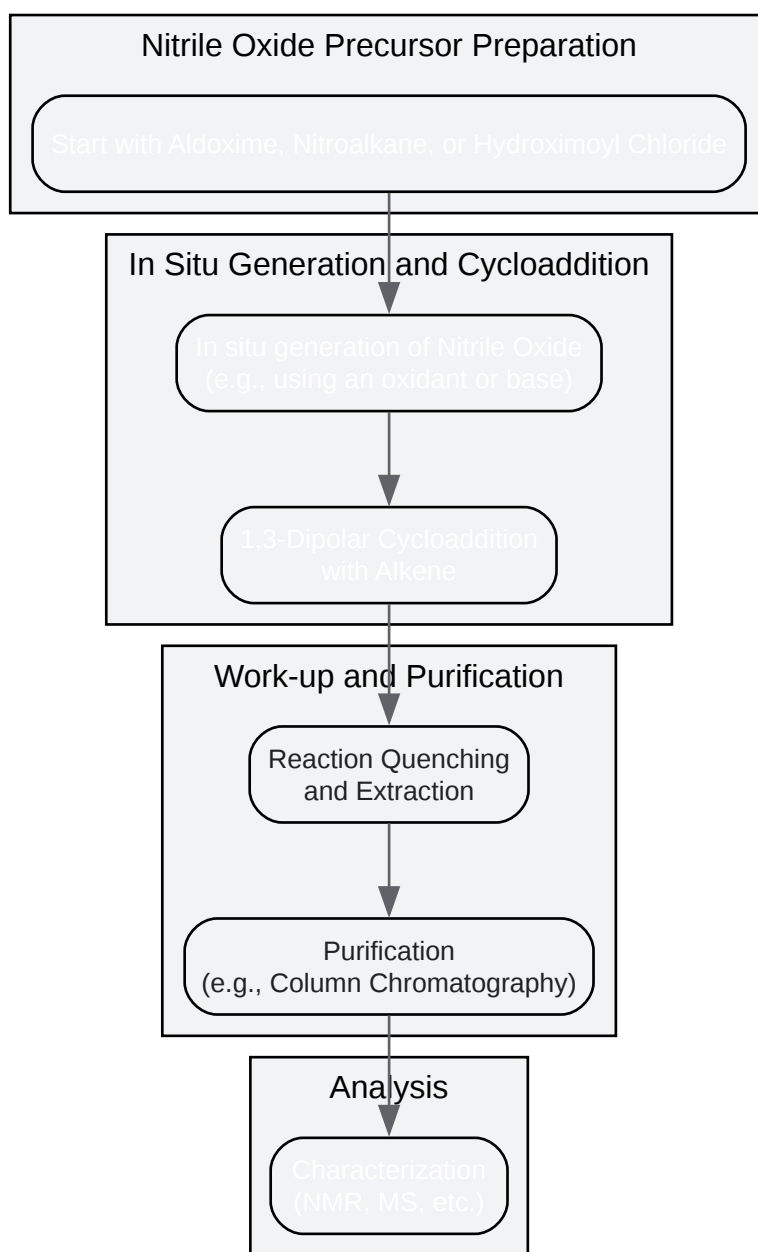 Nitrile Oxide Precursor Preparation
Start with Aldoxime, Nitroalkane, or Hydroximoyl Chloride
In Situ Generation and Cycloaddition
In situ generation of Nitrile Oxide
(e.g., using an oxidant or base)
1,3-Dipolar Cycloaddition
with Alkene
Work-up and Purification
Reaction Quenching
and Extraction
Purification
(e.g., Column Chromatography)
Analysis
Characterization
(NMR, MS, etc.)